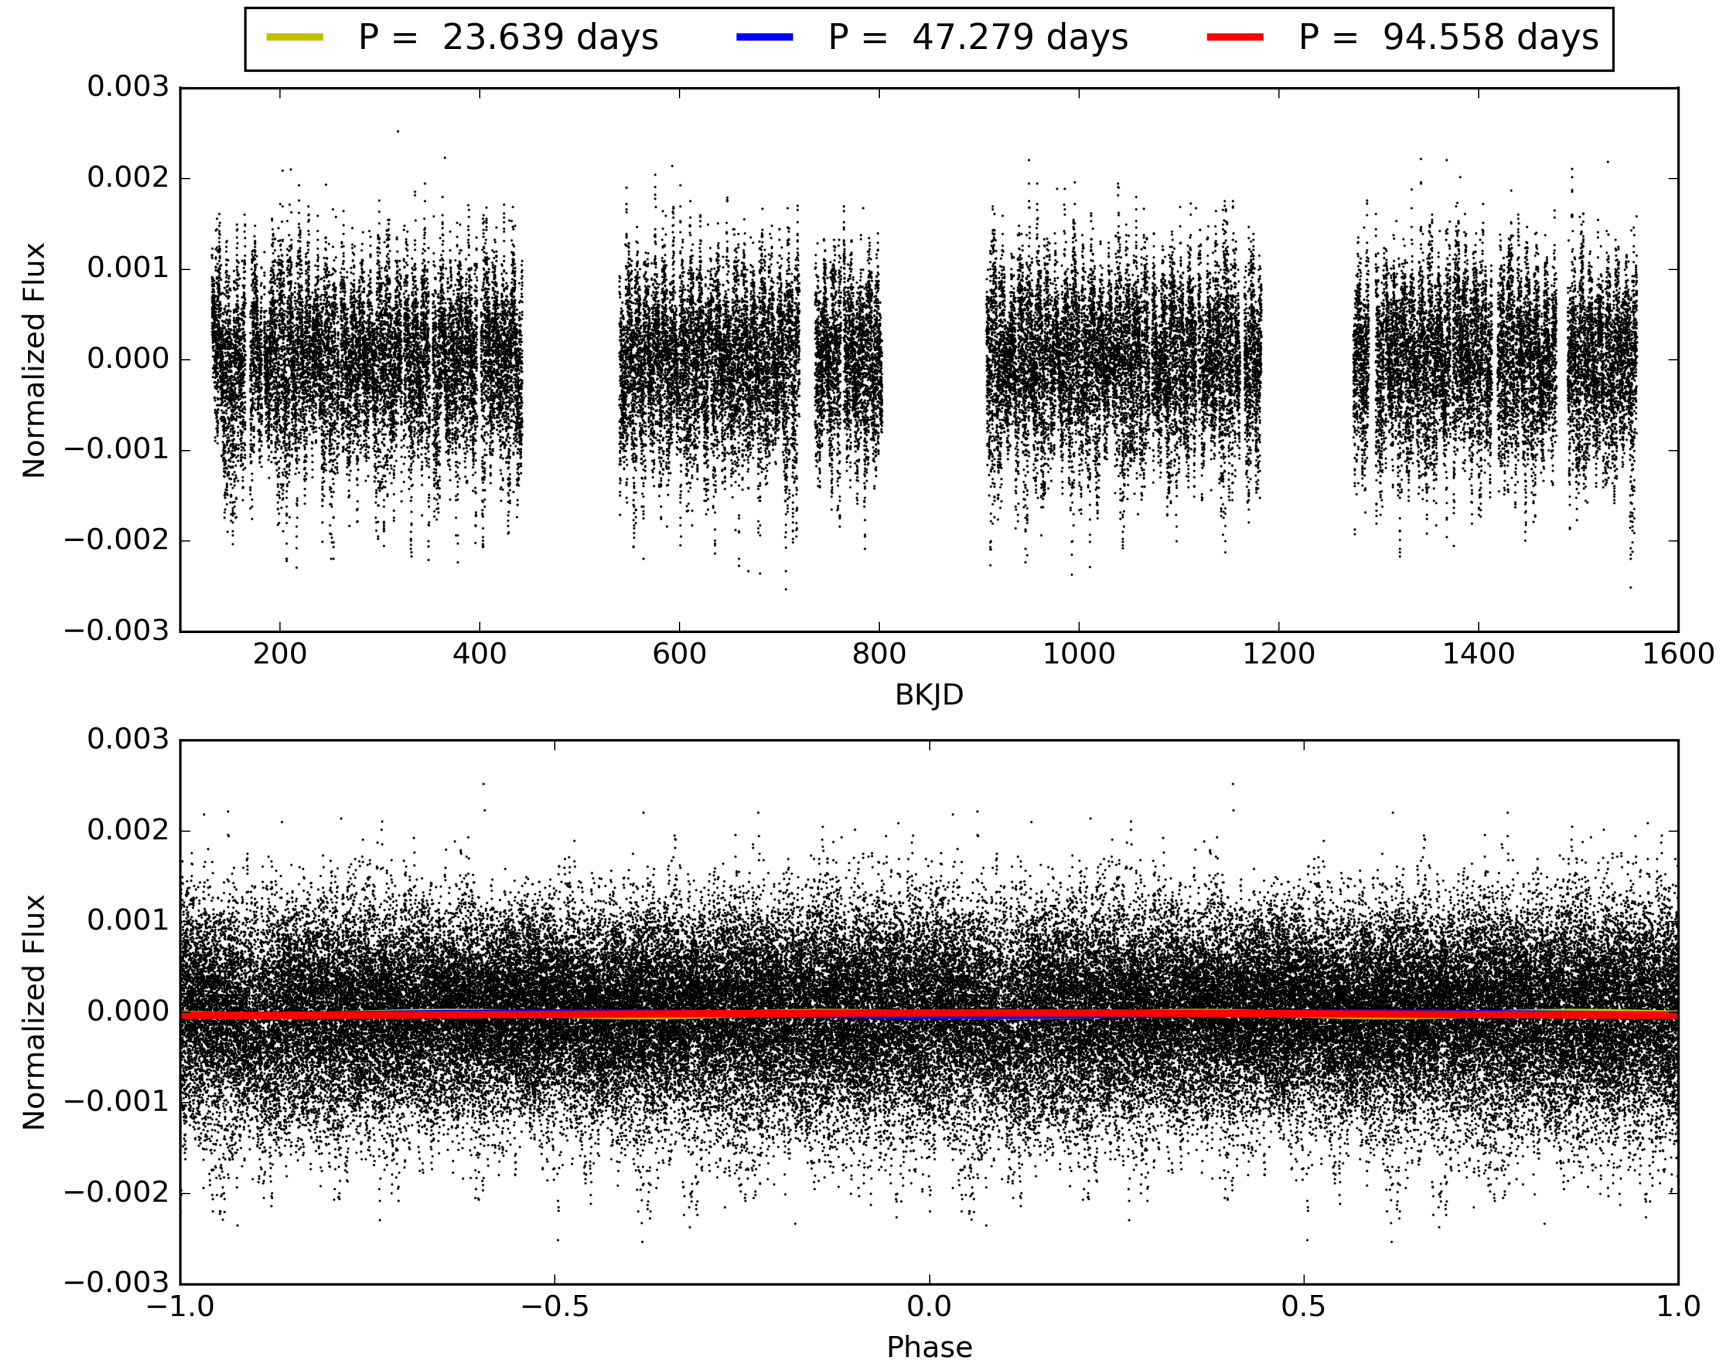 P = 23.639 days P = 47.279 days P = 94.558 days
0.003
0.002
0.001
0.000
−0.001
−0.002
−0.003
Normalized Flux
200 400 600 800 1000 1200 1400 1600
BKJD
0.003
0.002
0.001
0.000
−0.001
−0.002
−0.003
Normalized Flux
−1.0 −0.5 0.0 0.5 1.0
Phase